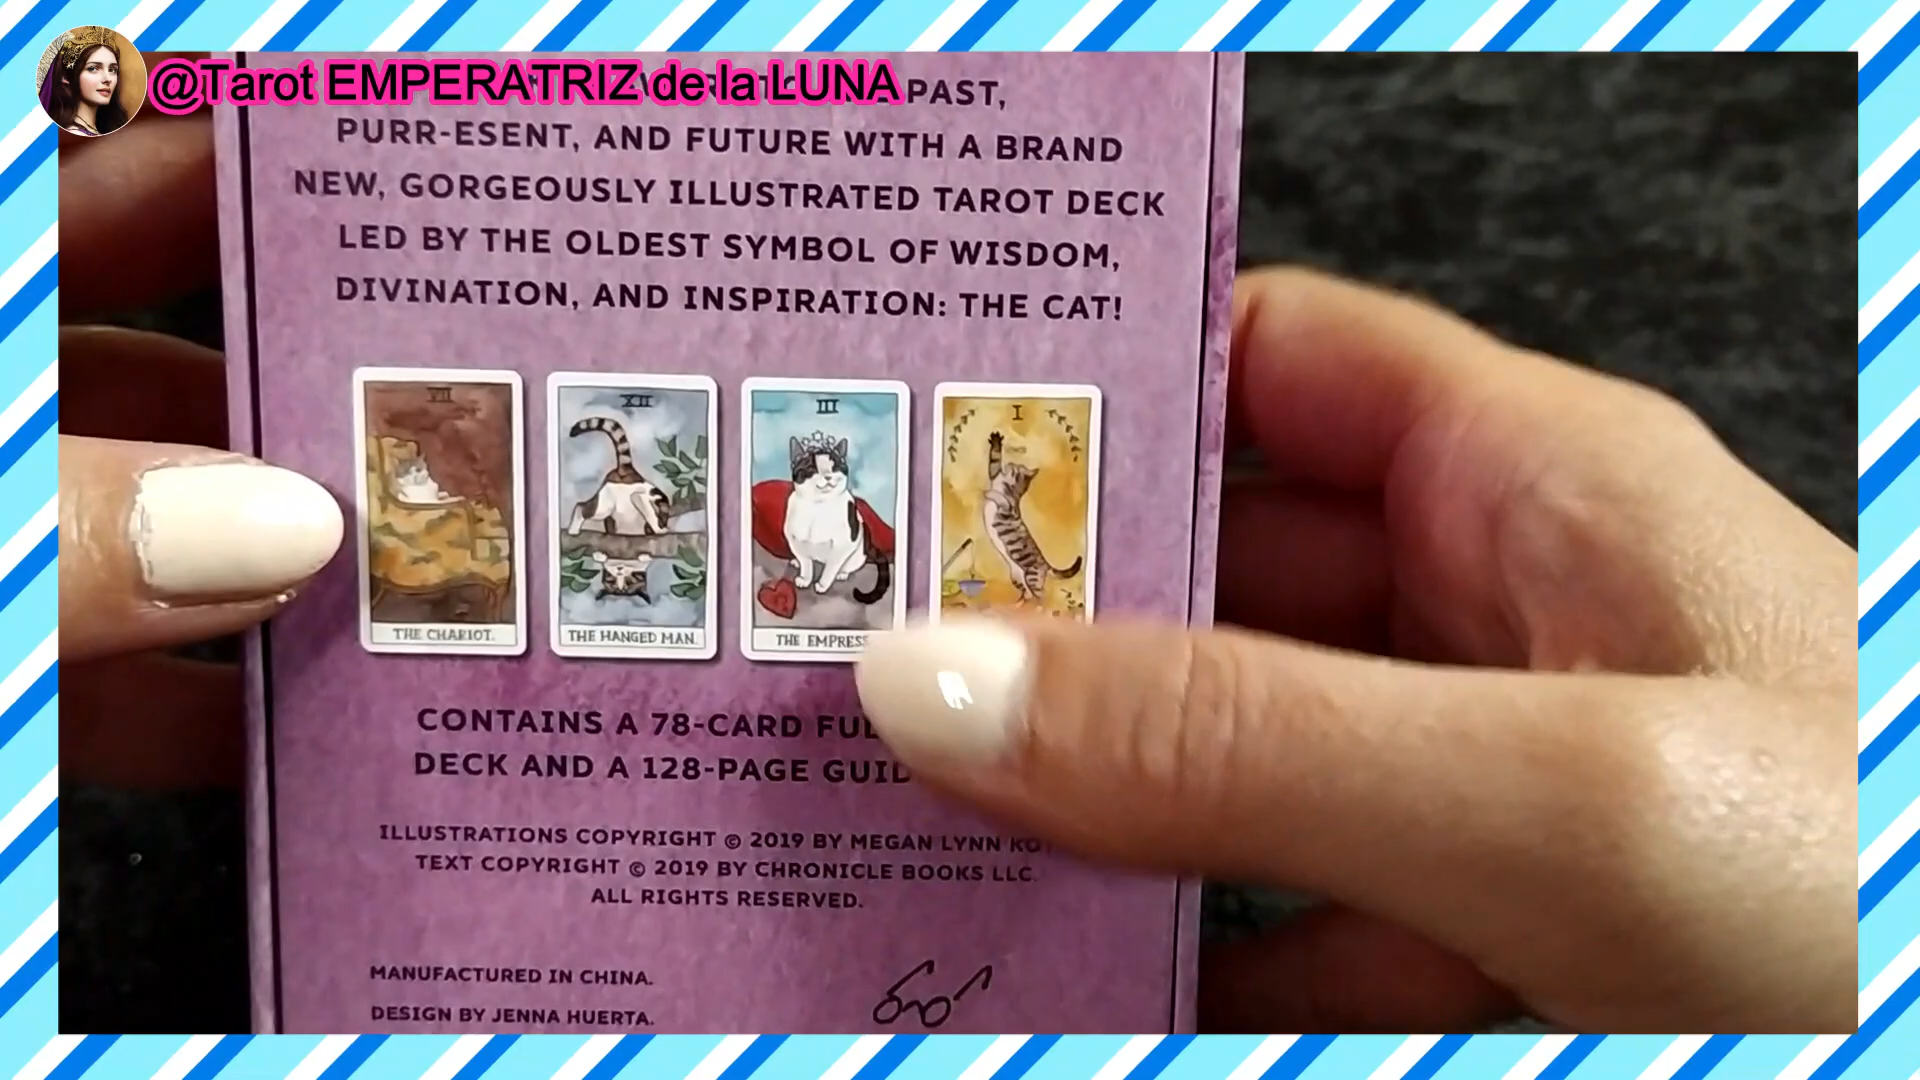 @Tarot EMPERATRIZ de la LUNA
PAST,
PURR-ESENT, AND FUTURE WITH A BRAND
NEW, GORGEOUSLY ILLUSTRATED TAROT DECK
LED BY THE OLDEST SYMBOL OF WISDOM,
DIVINATION, AND INSPIRATION: THE CAT!
VII XII III I
THE CHARIOT. THE HANGED MAN. THE EMPRESS
CONTAINS A 78-CARD
DECK AND A 128-PAGE
ILLUSTRATIONS COPYRIGHT © 2019 BY MEGAN LYNN
TEXT COPYRIGHT © 2019 BY CHRONICLE BOOKS LLC.
ALL RIGHTS RESERVED.
MANUFACTURED IN CHINA.
DESIGN BY JENNA HUERTA.